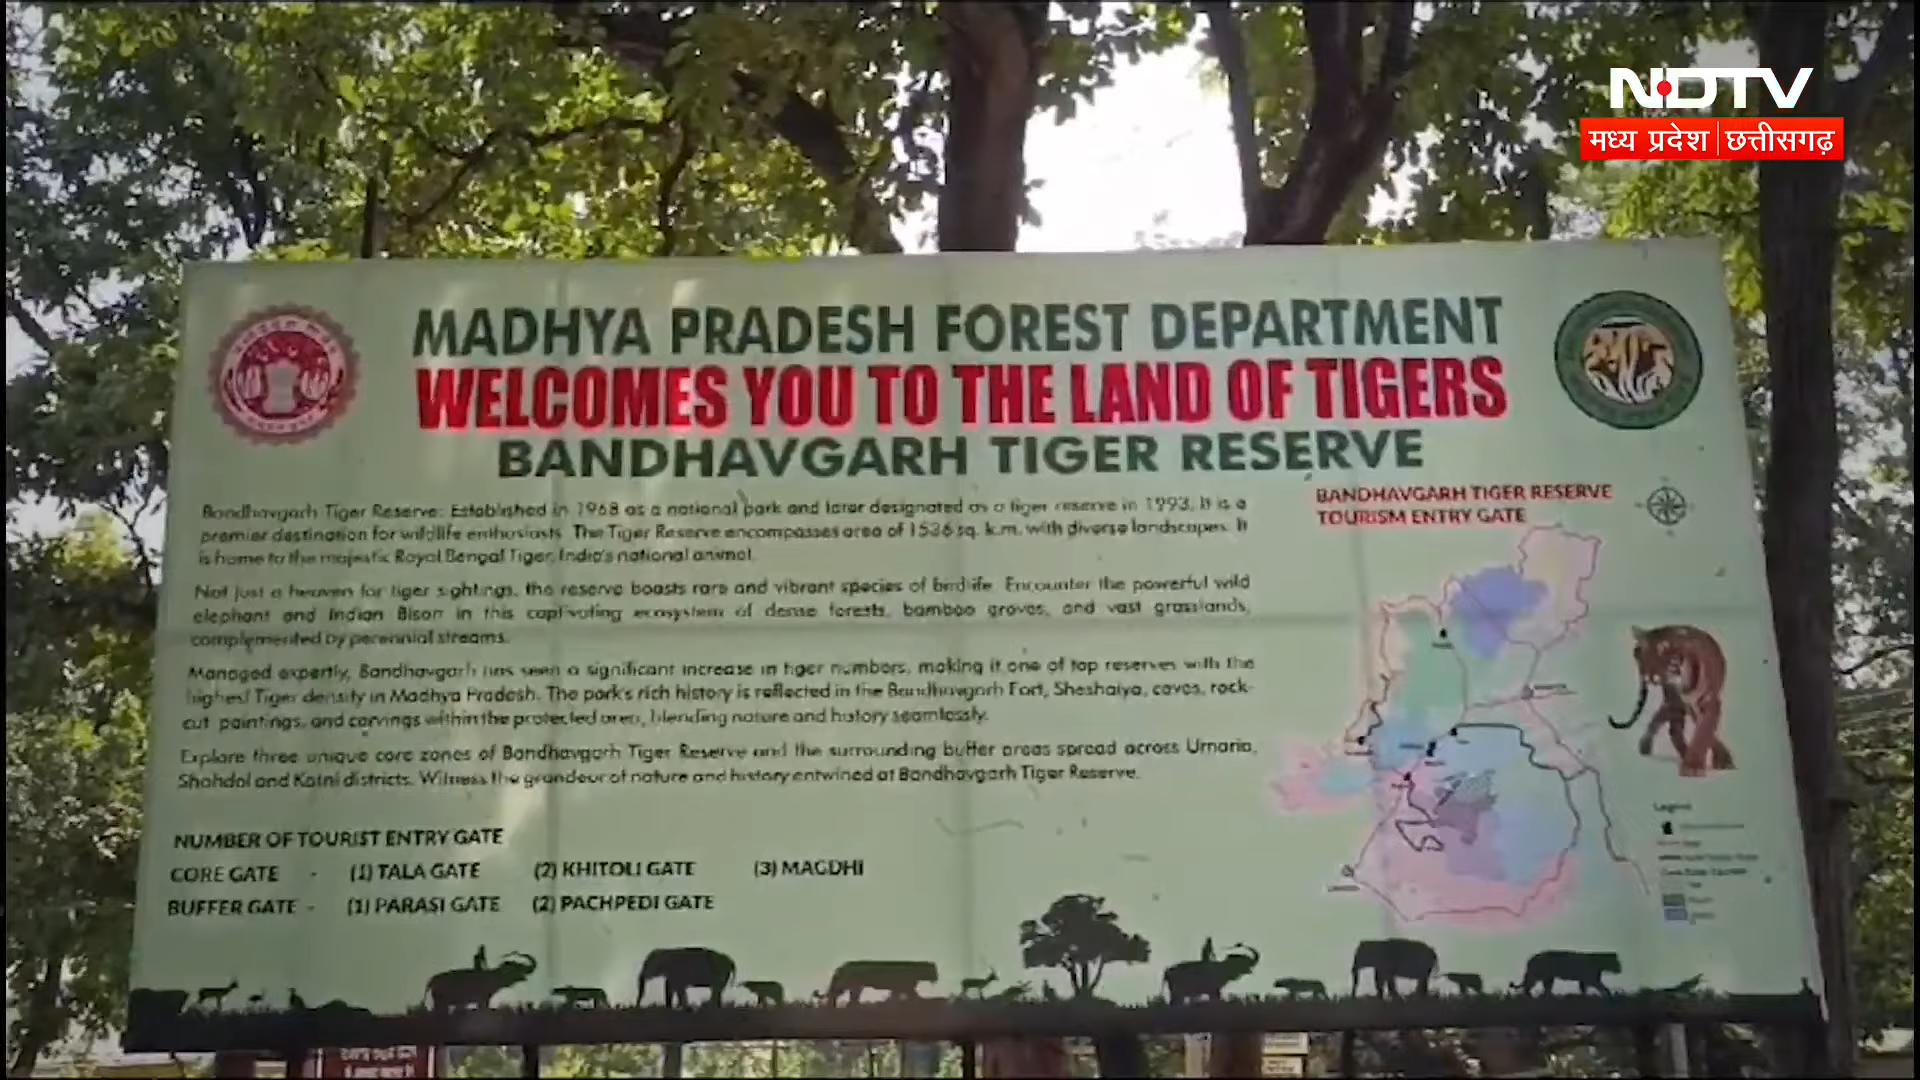 NDTV
मध्य प्रदेश | छत्तीसगढ़
MADHYA PRADESH FOREST DEPARTMENT
WELCOMES YOU TO THE LAND OF TIGERS
BANDHAVGARH TIGER RESERVE
Bandhavgarh Tiger Reserve: Established in 1968 as a national park and later designated as a tiger reserve in 1993. It is a
premier destination for wildlife enthusiasts. The Tiger Reserve encompasses area of 1536 sq. k.m. with diverse landscapes. It
is home to the majestic Royal Bengal Tiger, India's national animal.
Not just a heaven for tiger sightings, the reserve boasts rare and vibrant species of birdlife. Encounter the powerful wild
elephant and Indian Bison in this captivating ecosystem of dense forests, bamboo groves, and vast grasslands,
complemented by perennial streams.
Managed expertly, Bandhavgarh has seen a significant increase in tiger numbers, making it one of top reserves with the
highest Tiger density in Madhya Pradesh. The park's rich history is reflected in the Bandhavgarh Fort, Sheshaiya, caves, rock-
cut paintings, and carvings within the protected area, blending nature and history seamlessly.
Explore three unique core zones of Bandhavgarh Tiger Reserve and the surrounding buffer areas spread across Umaria,
Shahdol and Katni districts. Witness the grandeur of nature and history entwined at Bandhavgarh Tiger Reserve.
BANDHAVGARH TIGER RESERVE
TOURISM ENTRY GATE
Legend
NUMBER OF TOURIST ENTRY GATE
CORE GATE - (1) TALA GATE (2) KHITOLI GATE (3) MAGDHI
BUFFER GATE - (1) PARASI GATE (2) PACHPEDI GATE